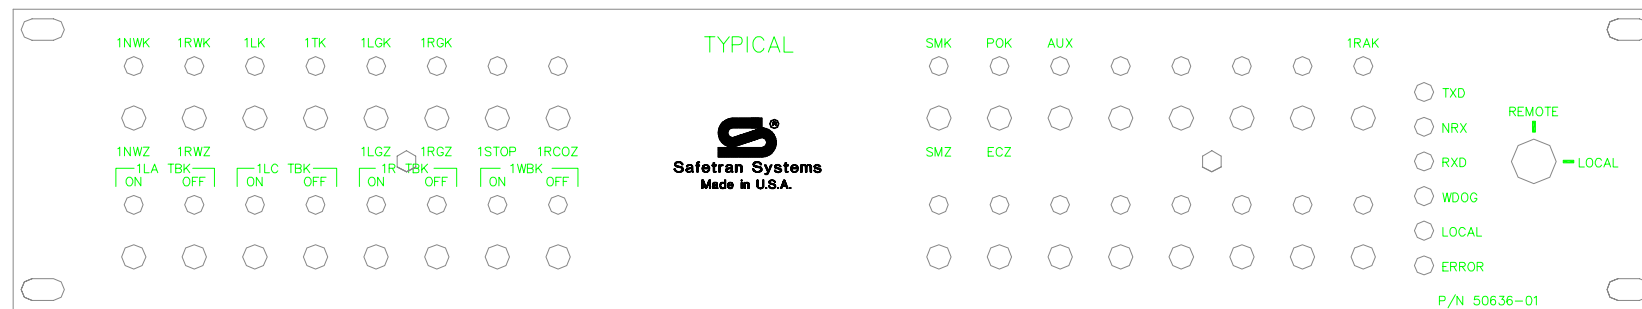 1NWK 1RWK 1LK 1TK 1LGK 1RGK TYPICAL SMK POK AUX 1RAK
TXD
REMOTE
NRX
®
1NWZ 1RWZ 1LGZ 1RGZ 1STOP 1RCOZ SMZ ECZ
1LA TBK 1LC TBK 1R TBK 1WBK Safetran Systems RXD LOCAL
ON OFF ON OFF ON OFF ON OFF Made in U.S.A.
WDOG
LOCAL
ERROR
P/N 50636-01